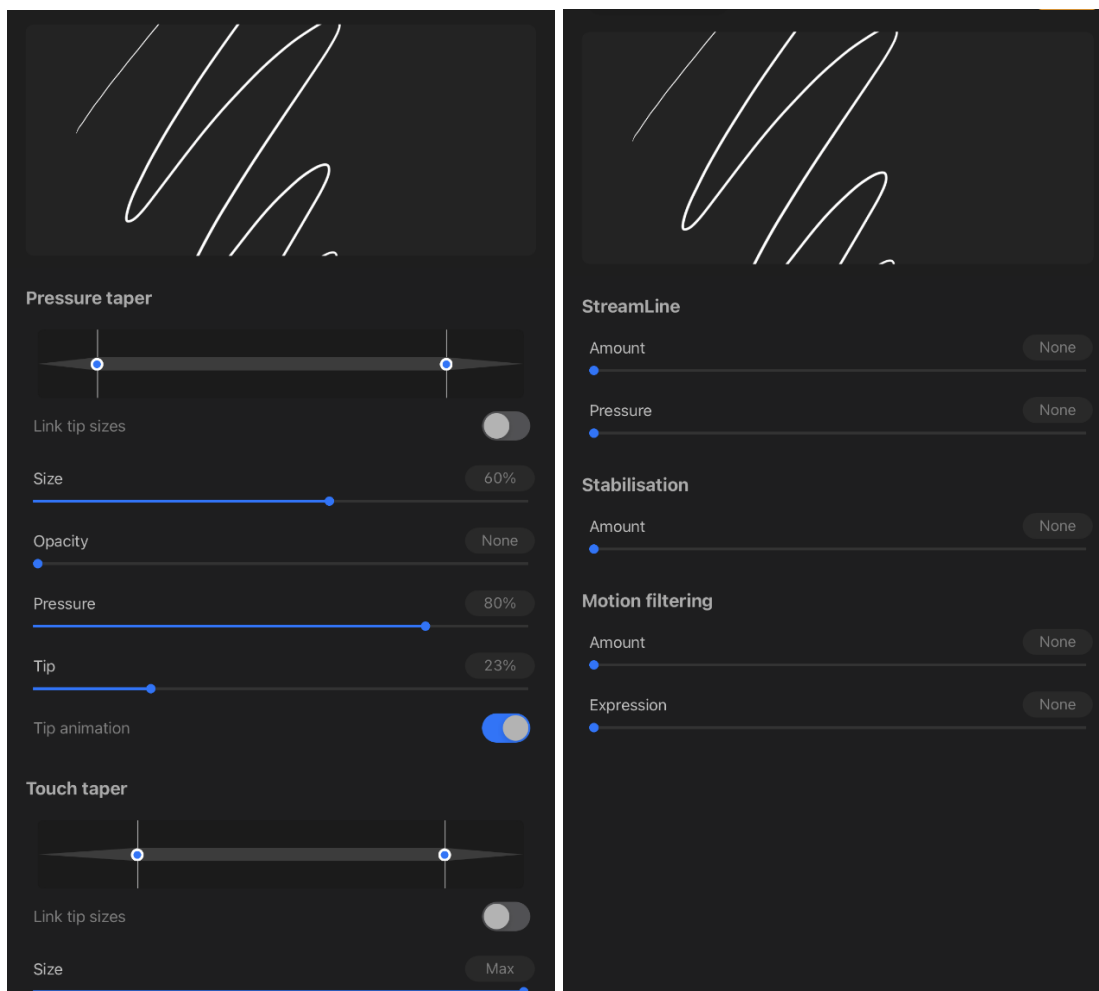 Pressure taper
Link tip sizes
Size 60%
Opacity None
Pressure 80%
Tip 23%
Tip animation
Touch taper
Link tip sizes
Size Max
StreamLine
Amount None
Pressure None
Stabilisation
Amount None
Motion filtering
Amount None
Expression None